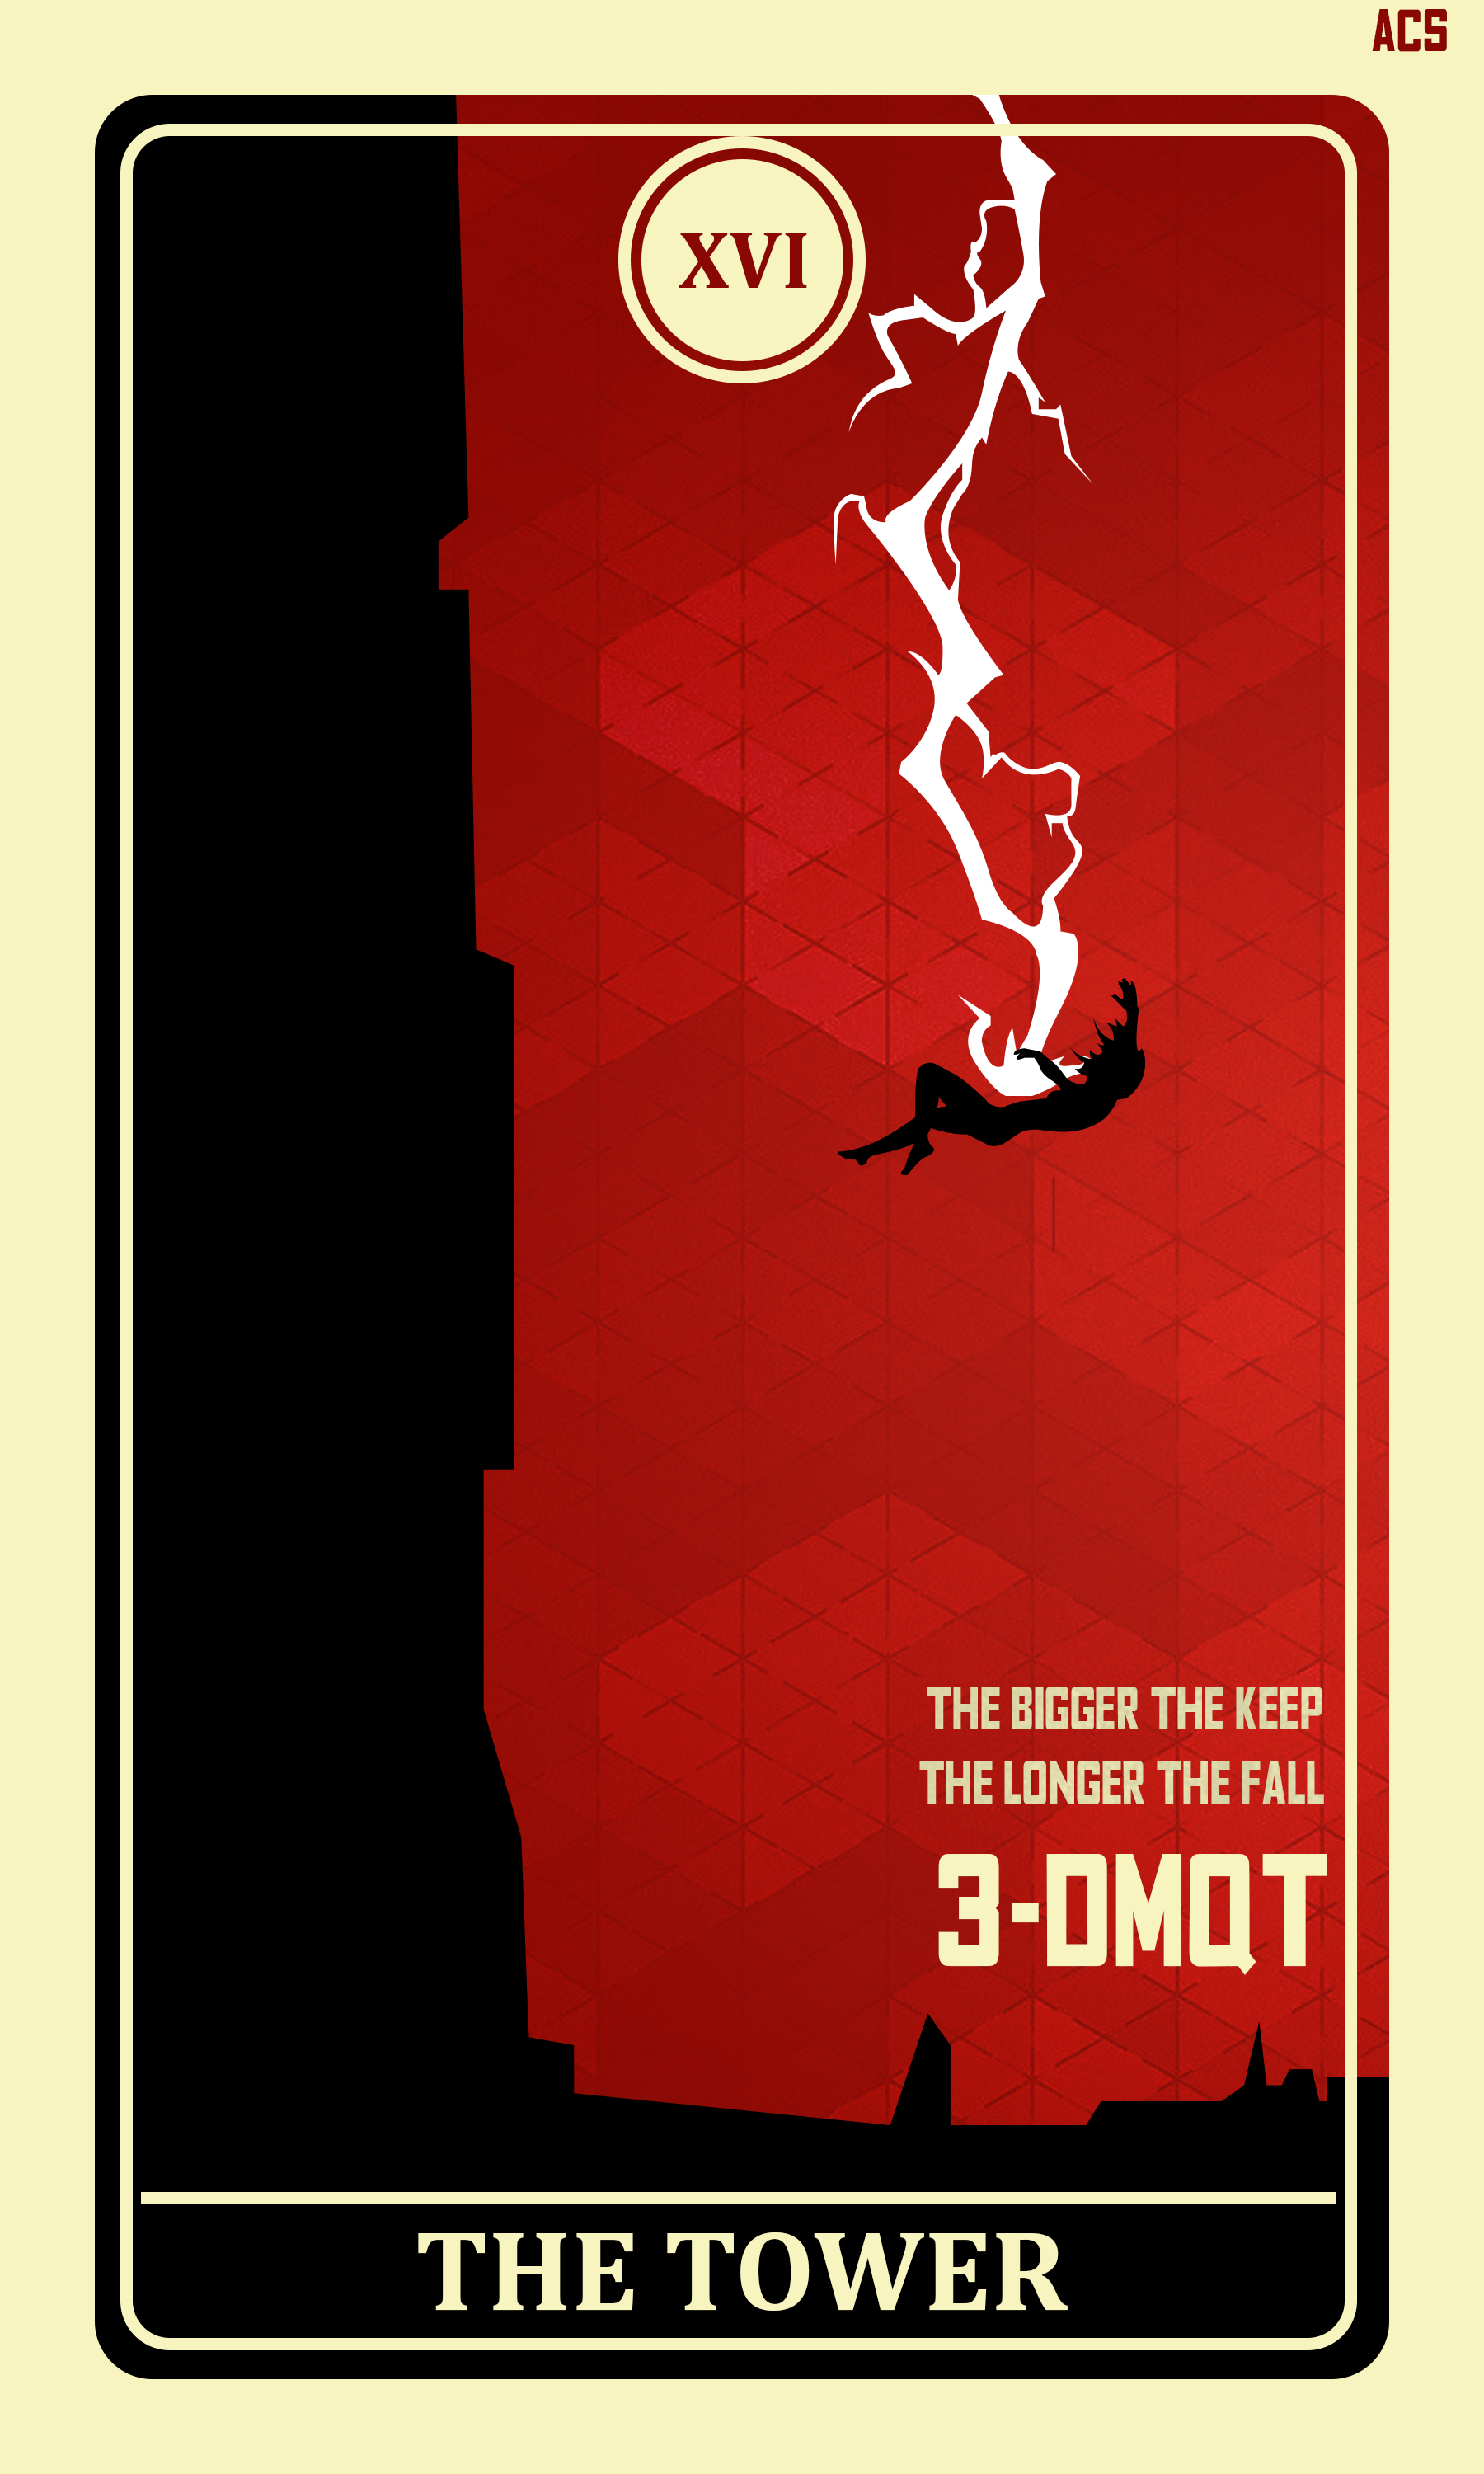 ACS
XVI
THE BIGGER THE KEEP
THE LONGER THE FALL
3-DMQT
THE TOWER